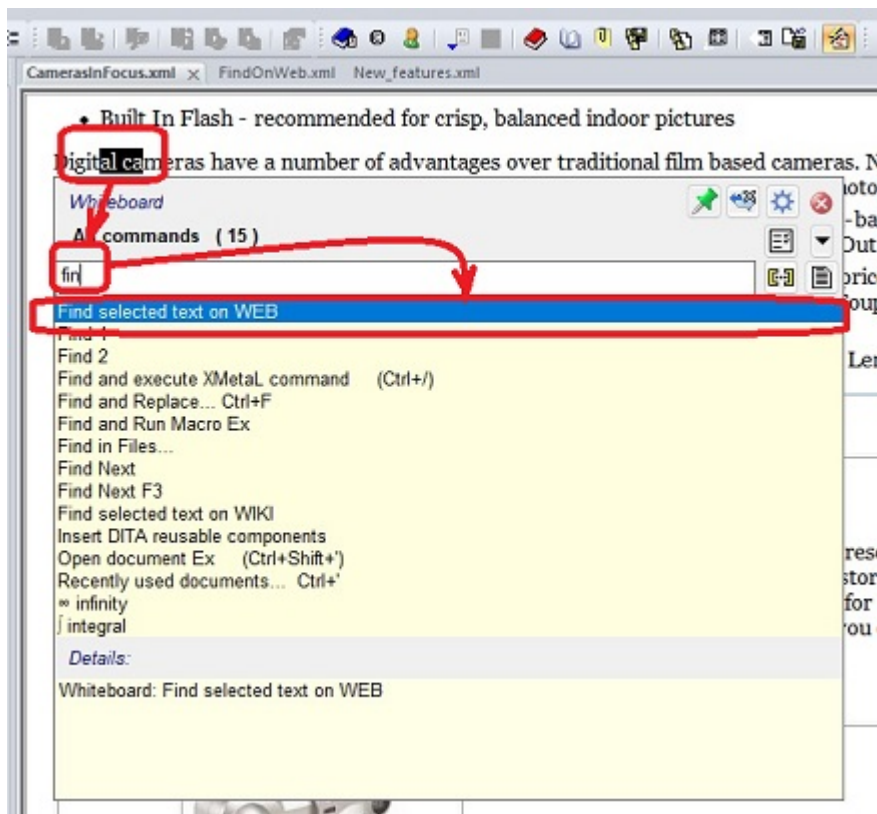 CamerasInFocus.xml FindOnWeb.xml New_features.xml
• Built In Flash - recommended for crisp, balanced indoor pictures
Digital cameras have a number of advantages over traditional film based cameras. N
Whiteboard
commands (15)
fin
Find selected text on WEB
Find 1
Find 2
Find and execute XMetaL command (Ctrl+/)
Find and Replace... Ctrl+F
Find and Run Macro Ex
Find in Files...
Find Next
Find Next F3
Find selected text on WIKI
Insert DITA reusable components
Open document Ex (Ctrl+Shift+')
Recently used documents... Ctrl+'
∞ infinity
∫ integral
Details:
Whiteboard: Find selected text on WEB